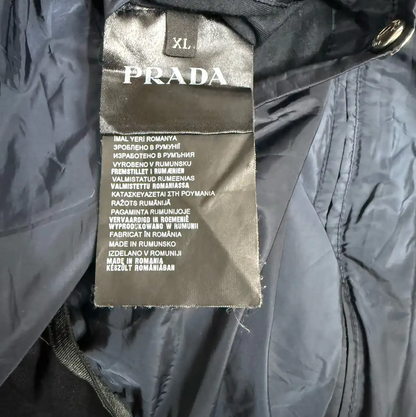 XL
PRADA
IMAL YERİ ROMANYA
ЗРОБЛЕНО В РУМУНІЇ
ИЗРАБОТЕНО В РУМЪНИЯ
VYROBENO V RUMUNSKU
FREMSTILLET I RUMÆNIEN
VALMISTATUD RUMEENIAS
VALMISTETTU ROMANIASSA
ΚΑΤΑΣΚΕΥΑΖΕΤΑΙ ΣΤΗ ΡΟΥΜΑΝΙΑ
RAŽOTS RUMĀNIJĀ
PAGAMINTA RUMUNIJOJE
VERVAARDIGD IN ROEMENIË
WYPRODUKOWANO W RUMUNII
FABRICAT ÎN ROMÂNIA
MADE IN RUMUNSKO
IZDELANO V ROMUNIJI
MADE IN ROMANIA
KÉSZÜLT ROMÁNIÁBAN